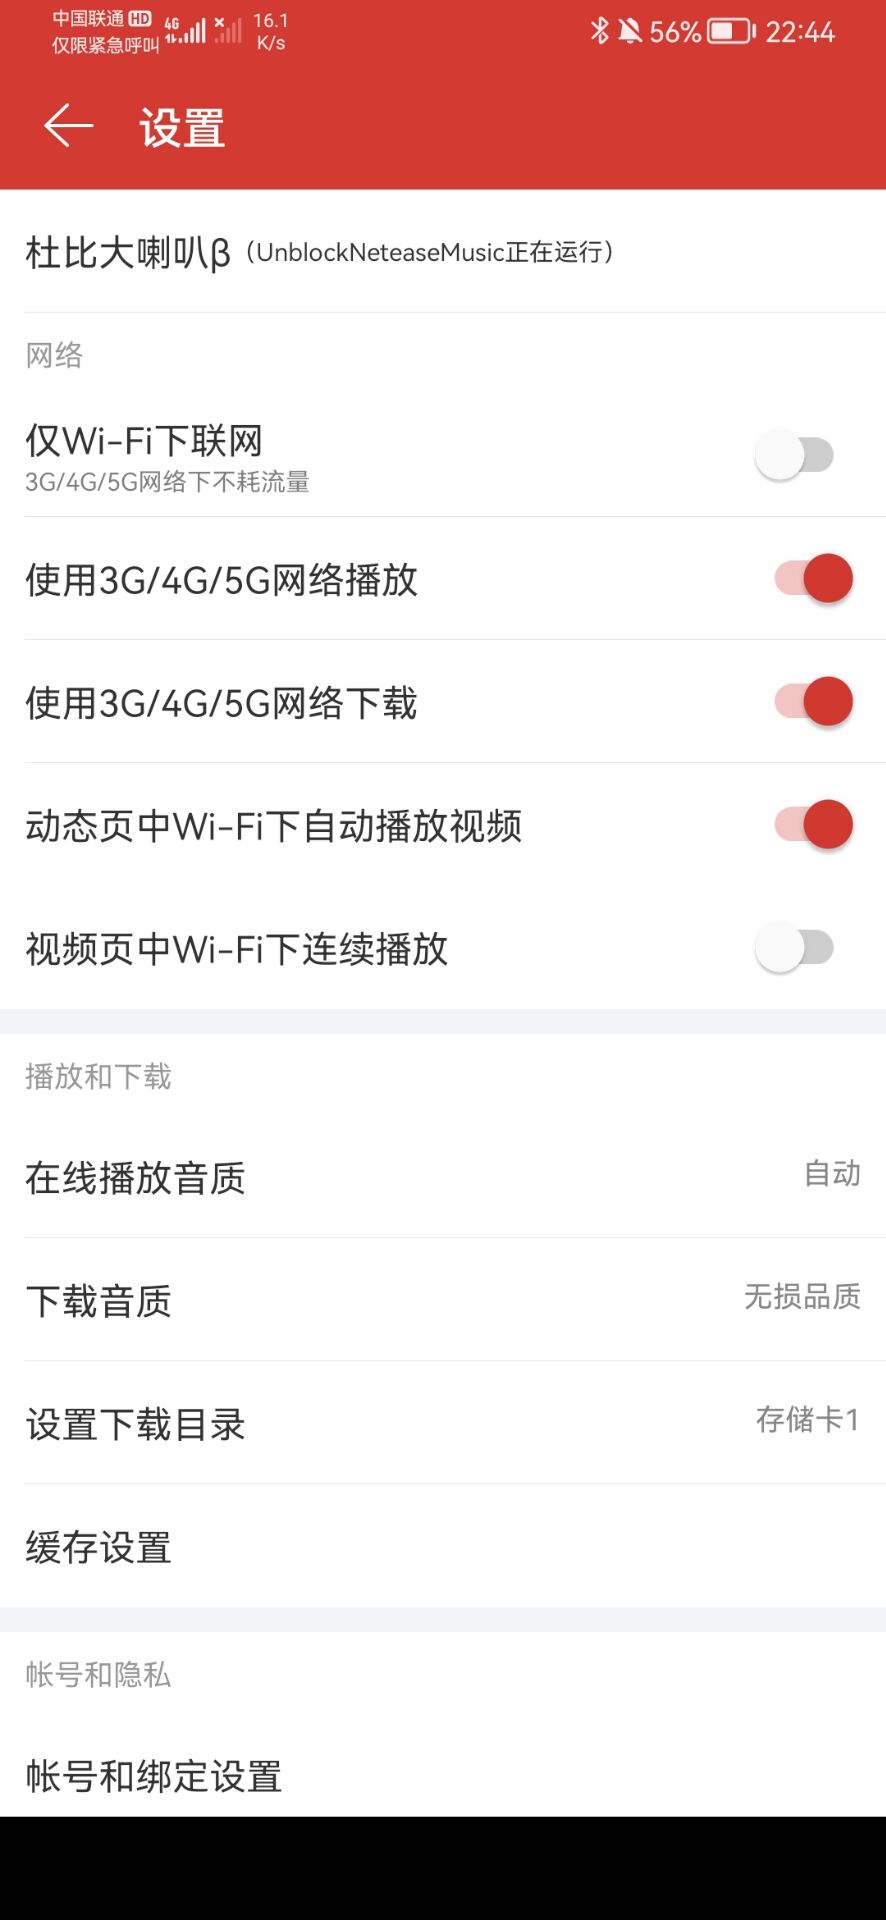 中国联通 HD 4G 16.1 56% 22:44
仅限紧急呼叫 K/s
设置
杜比大喇叭β（UnblockNeteaseMusic正在运行）
网络
仅Wi-Fi下联网
3G/4G/5G网络下不耗流量
使用3G/4G/5G网络播放
使用3G/4G/5G网络下载
动态页中Wi-Fi下自动播放视频
视频页中Wi-Fi下连续播放
播放和下载
在线播放音质 自动
下载音质 无损品质
设置下载目录 存储卡1
缓存设置
帐号和隐私
帐号和绑定设置